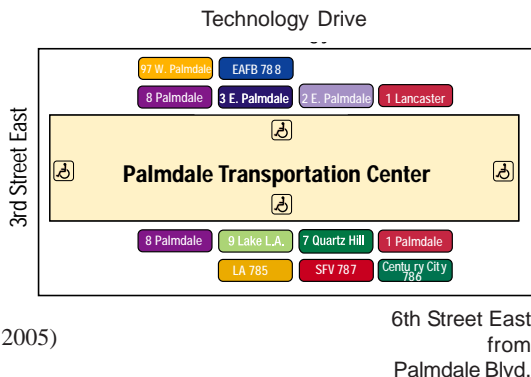 Technology Drive
97 W. Palmdale EAFB 788
8 Palmdale 3 E. Palmdale 2 E. Palmdale 1 Lancaster
3rd Street East
Palmdale Transportation Center
8 Palmdale 9 Lake L.A. 7 Quartz Hill 1 Palmdale
LA 785 SFV 787 Century City
786
6th Street East
2005) from
Palmdale Blvd.